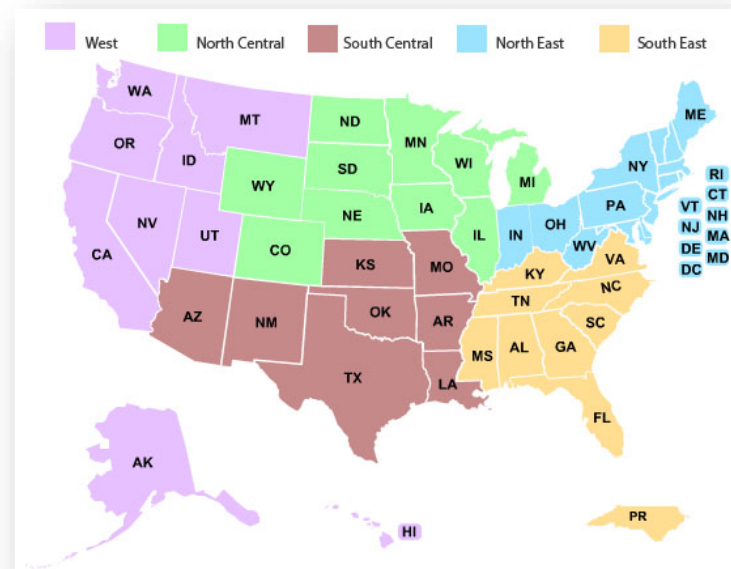 West
North Central
South Central
North East
South East
WA
MT
ND
MN
ME
OR
ID
SD
WI
MI
NY
WY
RI
NE
IA
PA
CT
VT
NH
NV
UT
CO
IL
IN
OH
NJ
MA
CA
WV
DE
MD
KS
MO
KY
VA
DC
NC
TN
AZ
NM
OK
AR
SC
MS
AL
GA
TX
LA
FL
AK
PR
HI